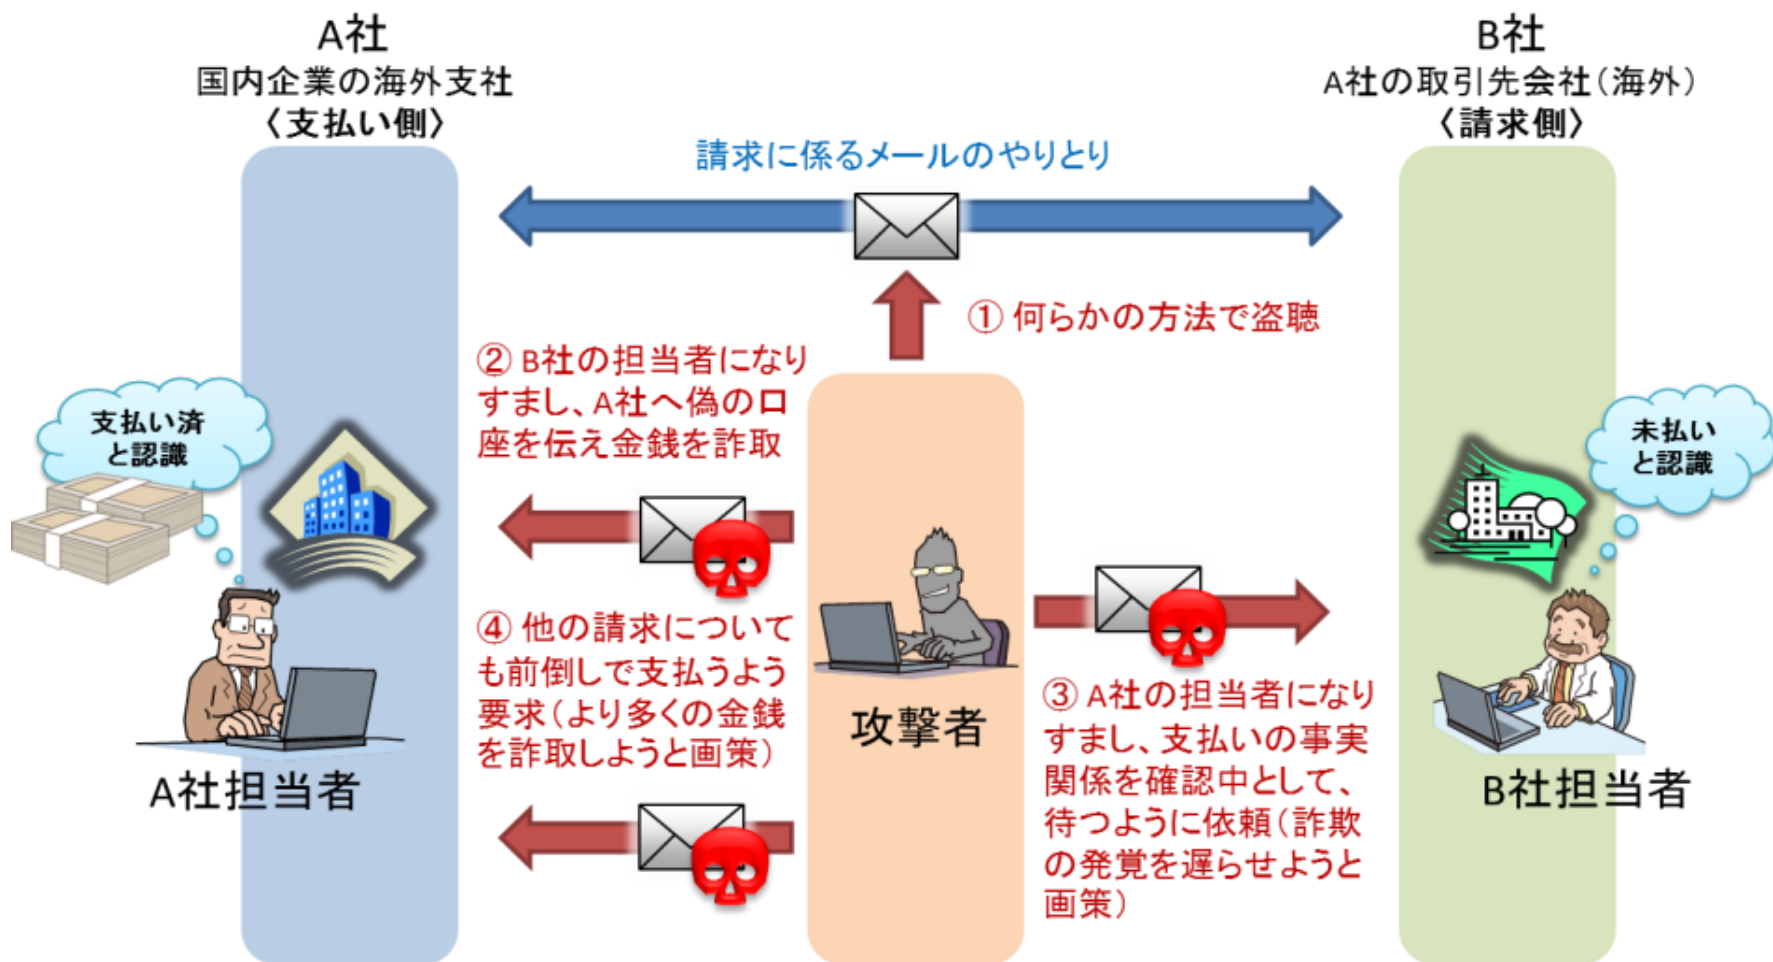 A社
国内企業の海外支社
〈支払い側〉
B社
A社の取引先会社(海外)
〈請求側〉
請求に係るメールのやりとり
① 何らかの方法で盗聴
② B社の担当者になり
すまし、A社へ偽の口
座を伝え金銭を詐取
支払い済
と認識
未払い
と認識
④ 他の請求について
も前倒しで支払うよう
要求(より多くの金銭
を詐取しようと画策)
攻撃者
③ A社の担当者になり
すまし、支払いの事実
関係を確認中として、
待つように依頼(詐欺
の発覚を遅らせようと
画策)
A社担当者
B社担当者